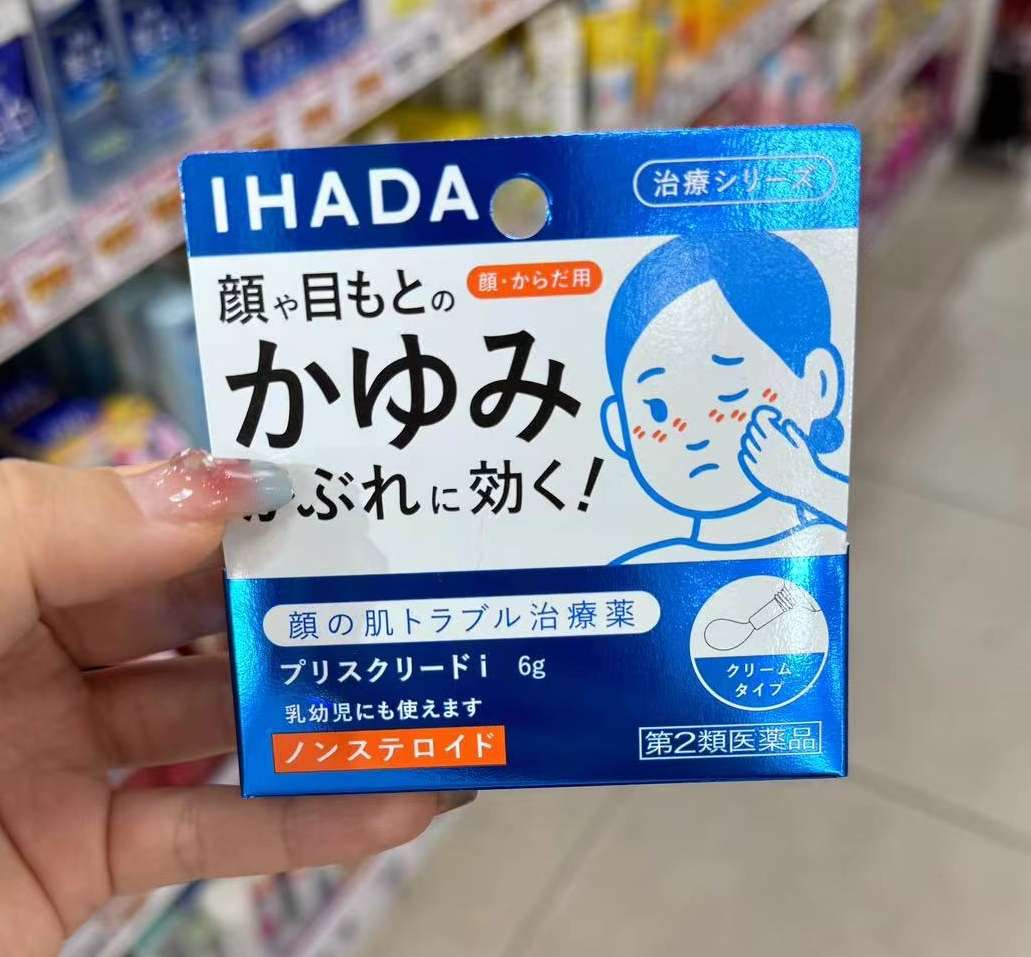 IHADA
治療シリーズ
顔や目もとの
顔・からだ用
かゆみ
かぶれに効く!
顔の肌トラブル治療薬
プリスクリードi 6g
乳幼児にも使えます
ノンステロイド
クリーム
タイプ
第2類医薬品